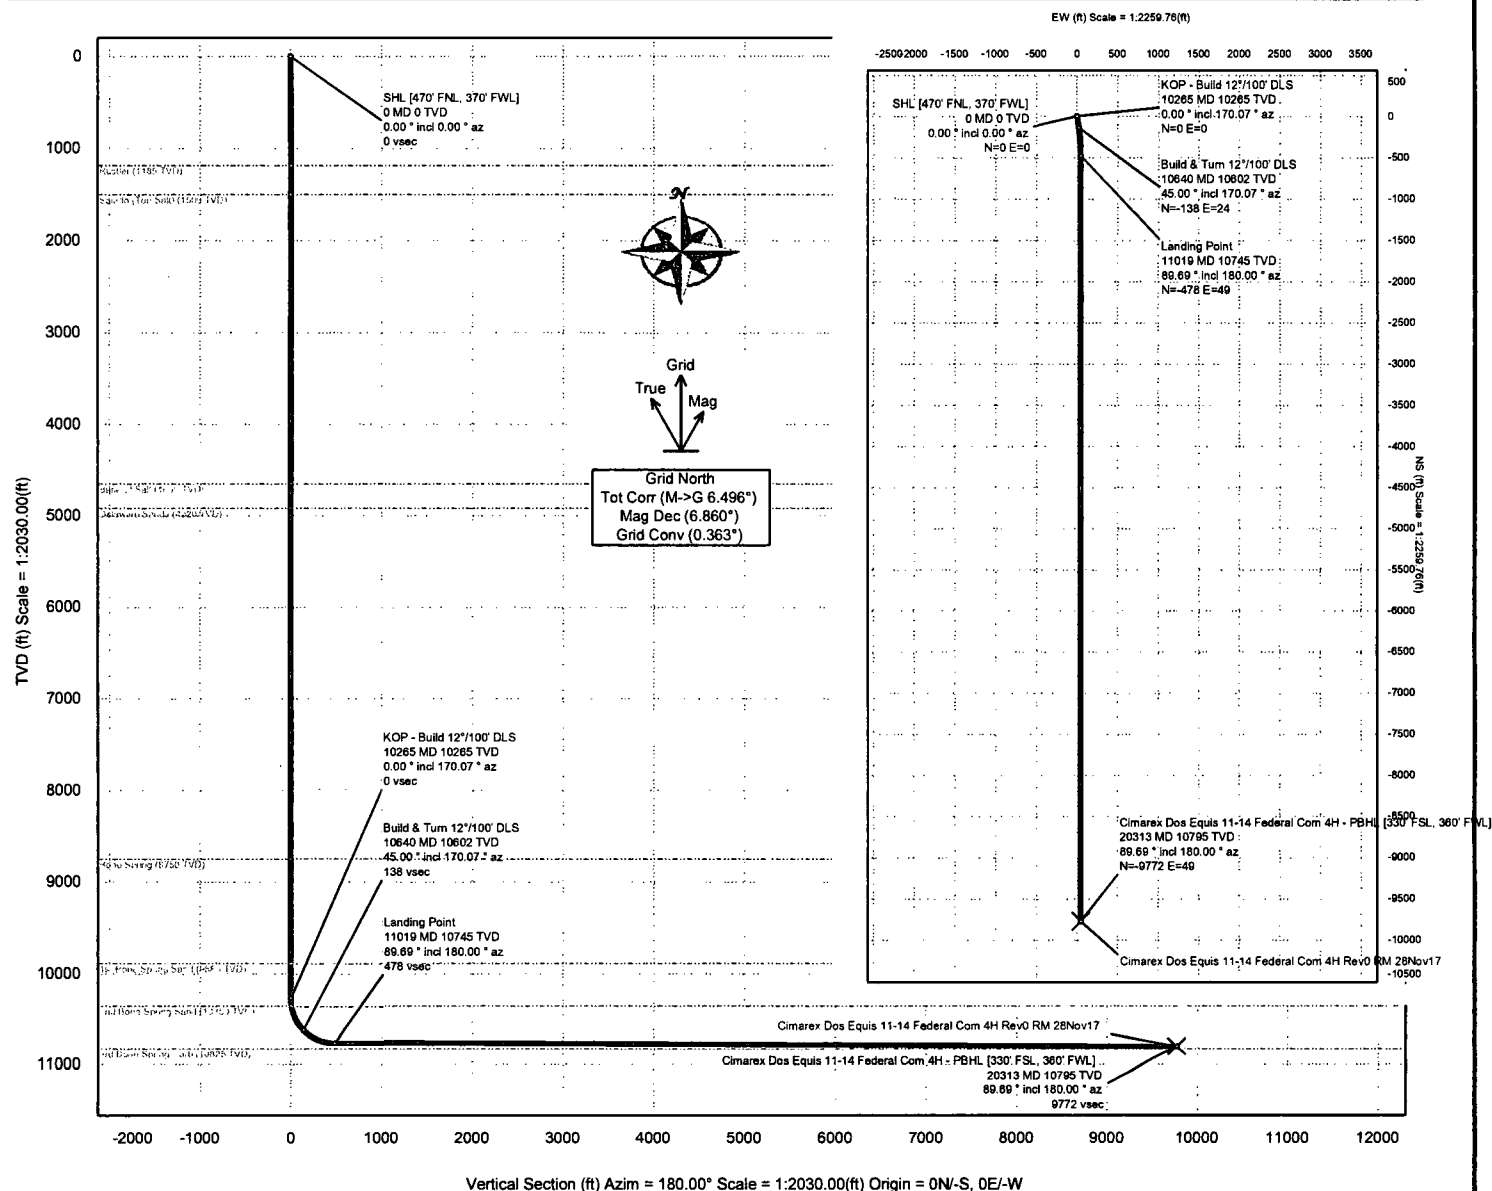 EW (ft) Scale = 1:2259.76(ft)
-2500 -2000 -1500 -1000 -500 0 500 1000 1500 2000 2500 3000 3500
0
1000
2000
3000
4000
5000
6000
7000
8000
9000
10000
11000
TVD (ft) Scale = 1:2030.00(ft)
SHL [470' FNL, 370' FWL]
0 MD 0 TVD
0.00 ° incl 0.00 ° az
0 vsec
Rustler (1185 TVD)
N
Grid
True
Mag
Grid North
Tot Corr (M->G 6.496°)
Mag Dec (6.860°)
Grid Conv (0.363°)
KOP - Build 12°/100' DLS
10265 MD 10265 TVD
0.00 ° incl 170.07 ° az
0 vsec
Build & Turn 12°/100' DLS
10640 MD 10602 TVD
45.00 ° incl 170.07 ° az
138 vsec
Landing Point
11019 MD 10745 TVD
89.69 ° incl 180.00 ° az
478 vsec
Cimarex Dos Equis 11-14 Federal Com 4H Rev0 RM 28Nov17
Cimarex Dos Equis 11-14 Federal Com 4H - PBHL [330' FSL, 360' FWL]
20313 MD 10795 TVD
89.69 ° incl 180.00 ° az
9772 vsec
-2000 -1000 0 1000 2000 3000 4000 5000 6000 7000 8000 9000 10000 11000 12000
Vertical Section (ft) Azim = 180.00° Scale = 1:2030.00(ft) Origin = 0N/-S, 0E/-W
SHL [470' FNL, 370' FWL]
0 MD 0 TVD
0.00 ° incl 0.00 ° az
N=0 E=0
KOP - Build 12°/100' DLS
10265 MD 10265 TVD
0.00 ° incl 170.07 ° az
N=0 E=0
Build & Turn 12°/100' DLS
10640 MD 10602 TVD
45.00 ° incl 170.07 ° az
N=-138 E=24
Landing Point
11019 MD 10745 TVD
89.69 ° incl 180.00 ° az
N=-478 E=49
Cimarex Dos Equis 11-14 Federal Com 4H - PBHL [330' FSL, 360' FWL]
20313 MD 10795 TVD
89.69 ° incl 180.00 ° az
N=-9772 E=49
Cimarex Dos Equis 11-14 Federal Com 4H Rev0 RM 28Nov17
500
0
-500
-1000
-1500
-2000
-2500
-3000
-3500
-4000
-4500
-5000
-5500
-6000
-6500
-7000
-7500
-8000
-8500
-9000
-9500
-10000
-10500
NS (ft) Scale = 1:2259.76(ft)